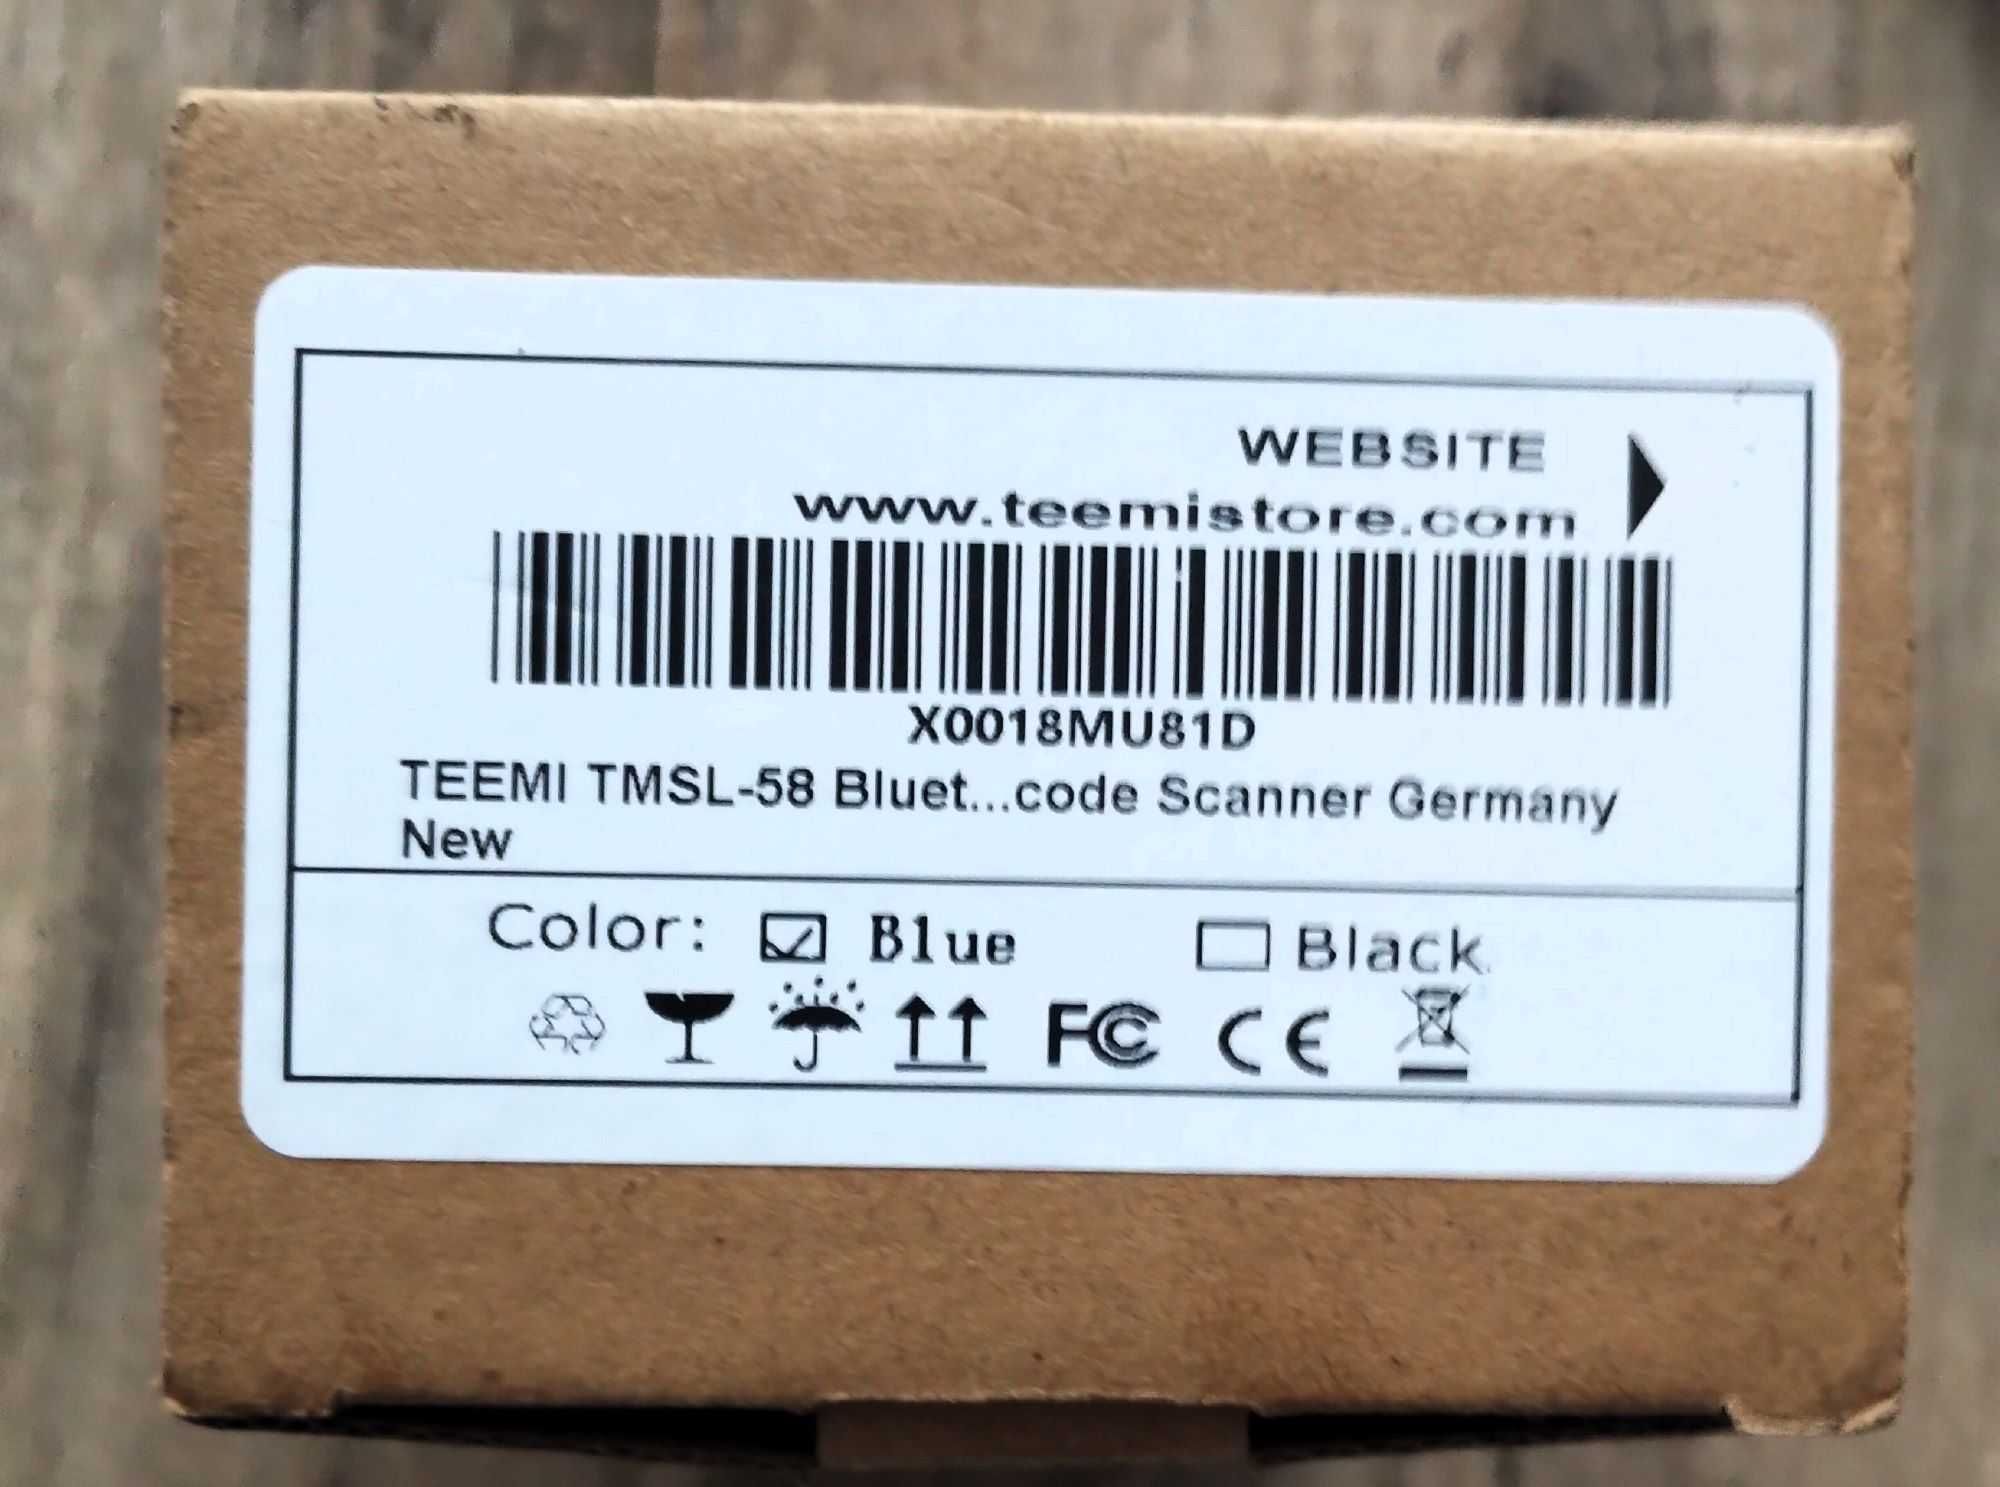 WEBSITE
www.teemistore.com
X0018MU81D
TEEMI TMSL-58 Bluet...code Scanner Germany
New
Color: Blue Black
FC CE